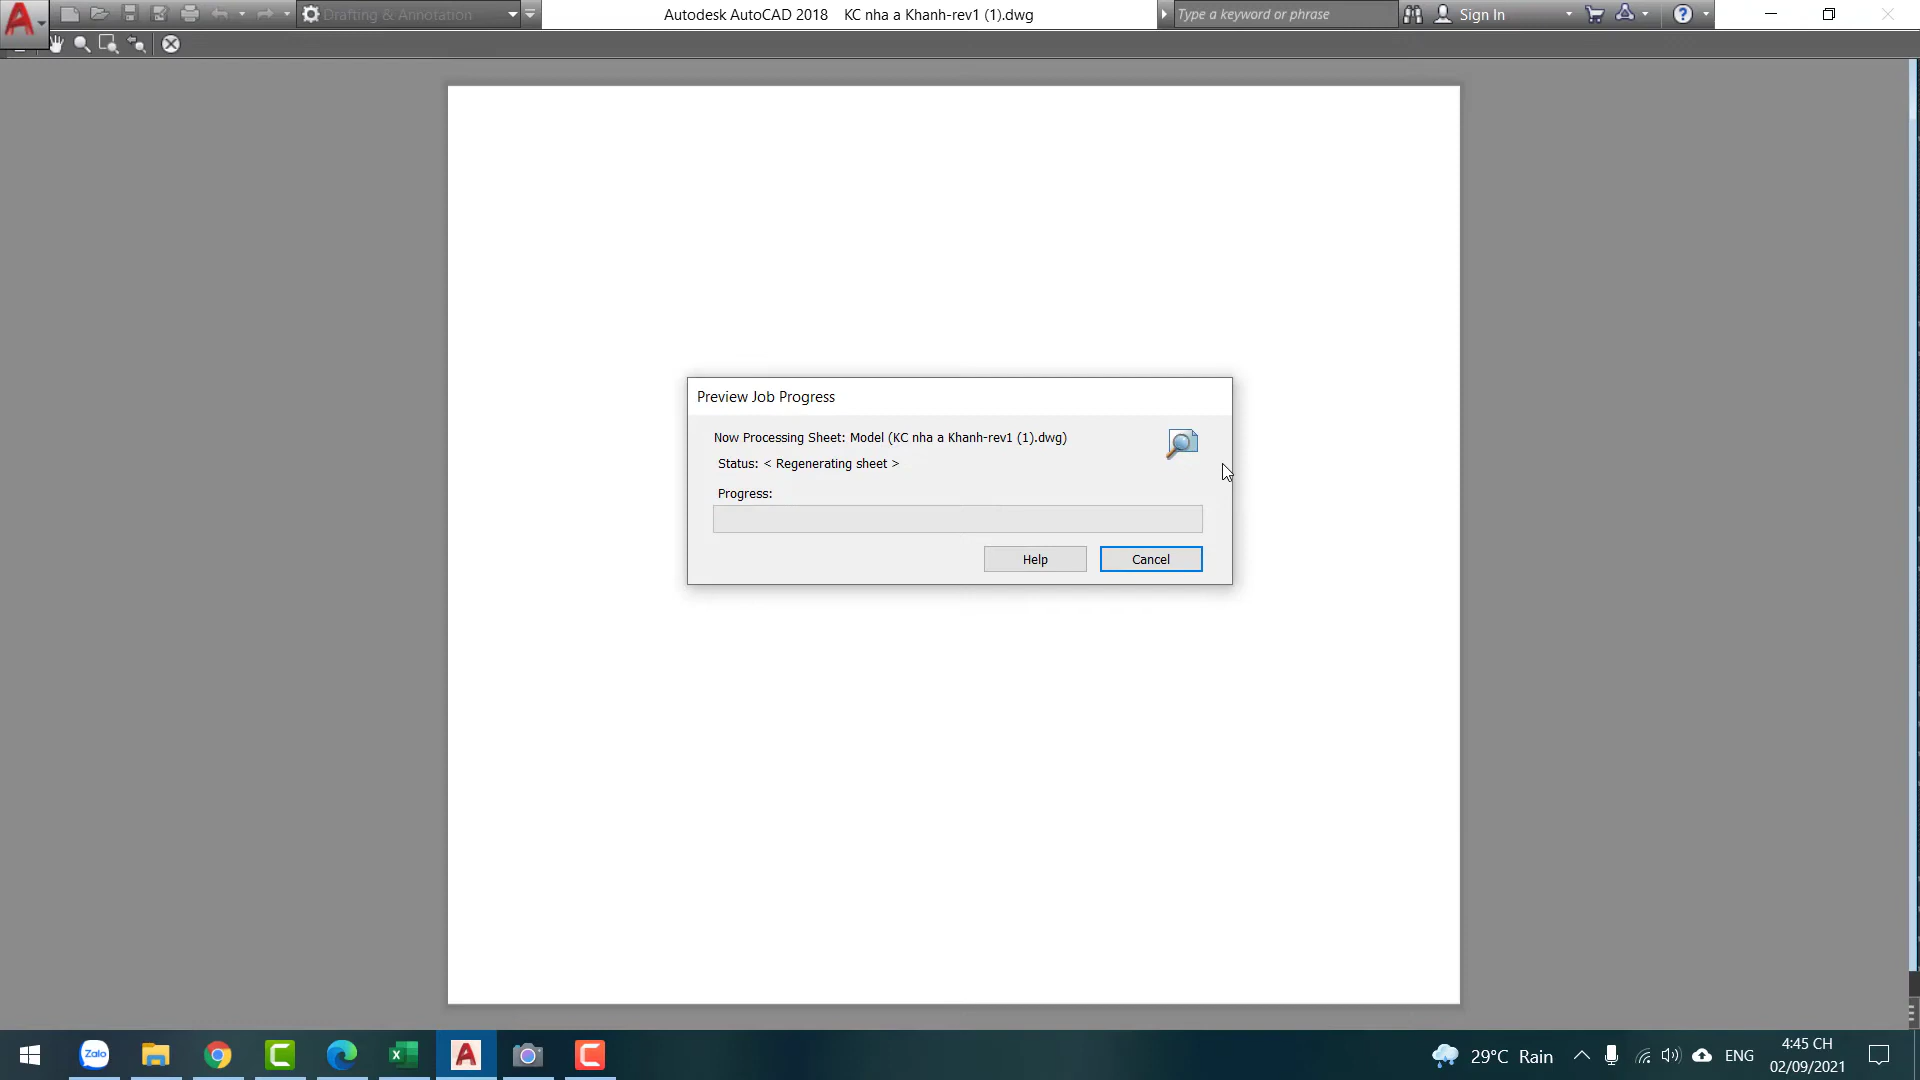 Drafting & Annotation
Autodesk AutoCAD 2018 KC nha a Khanh-rev1 (1).dwg
Type a keyword or phrase
Sign In
Preview Job Progress
Now Processing Sheet: Model (KC nha a Khanh-rev1 (1).dwg)
Status: < Regenerating sheet >
Progress:
Help
Cancel
Zalo
29°C Rain
ENG
4:45 CH
02/09/2021